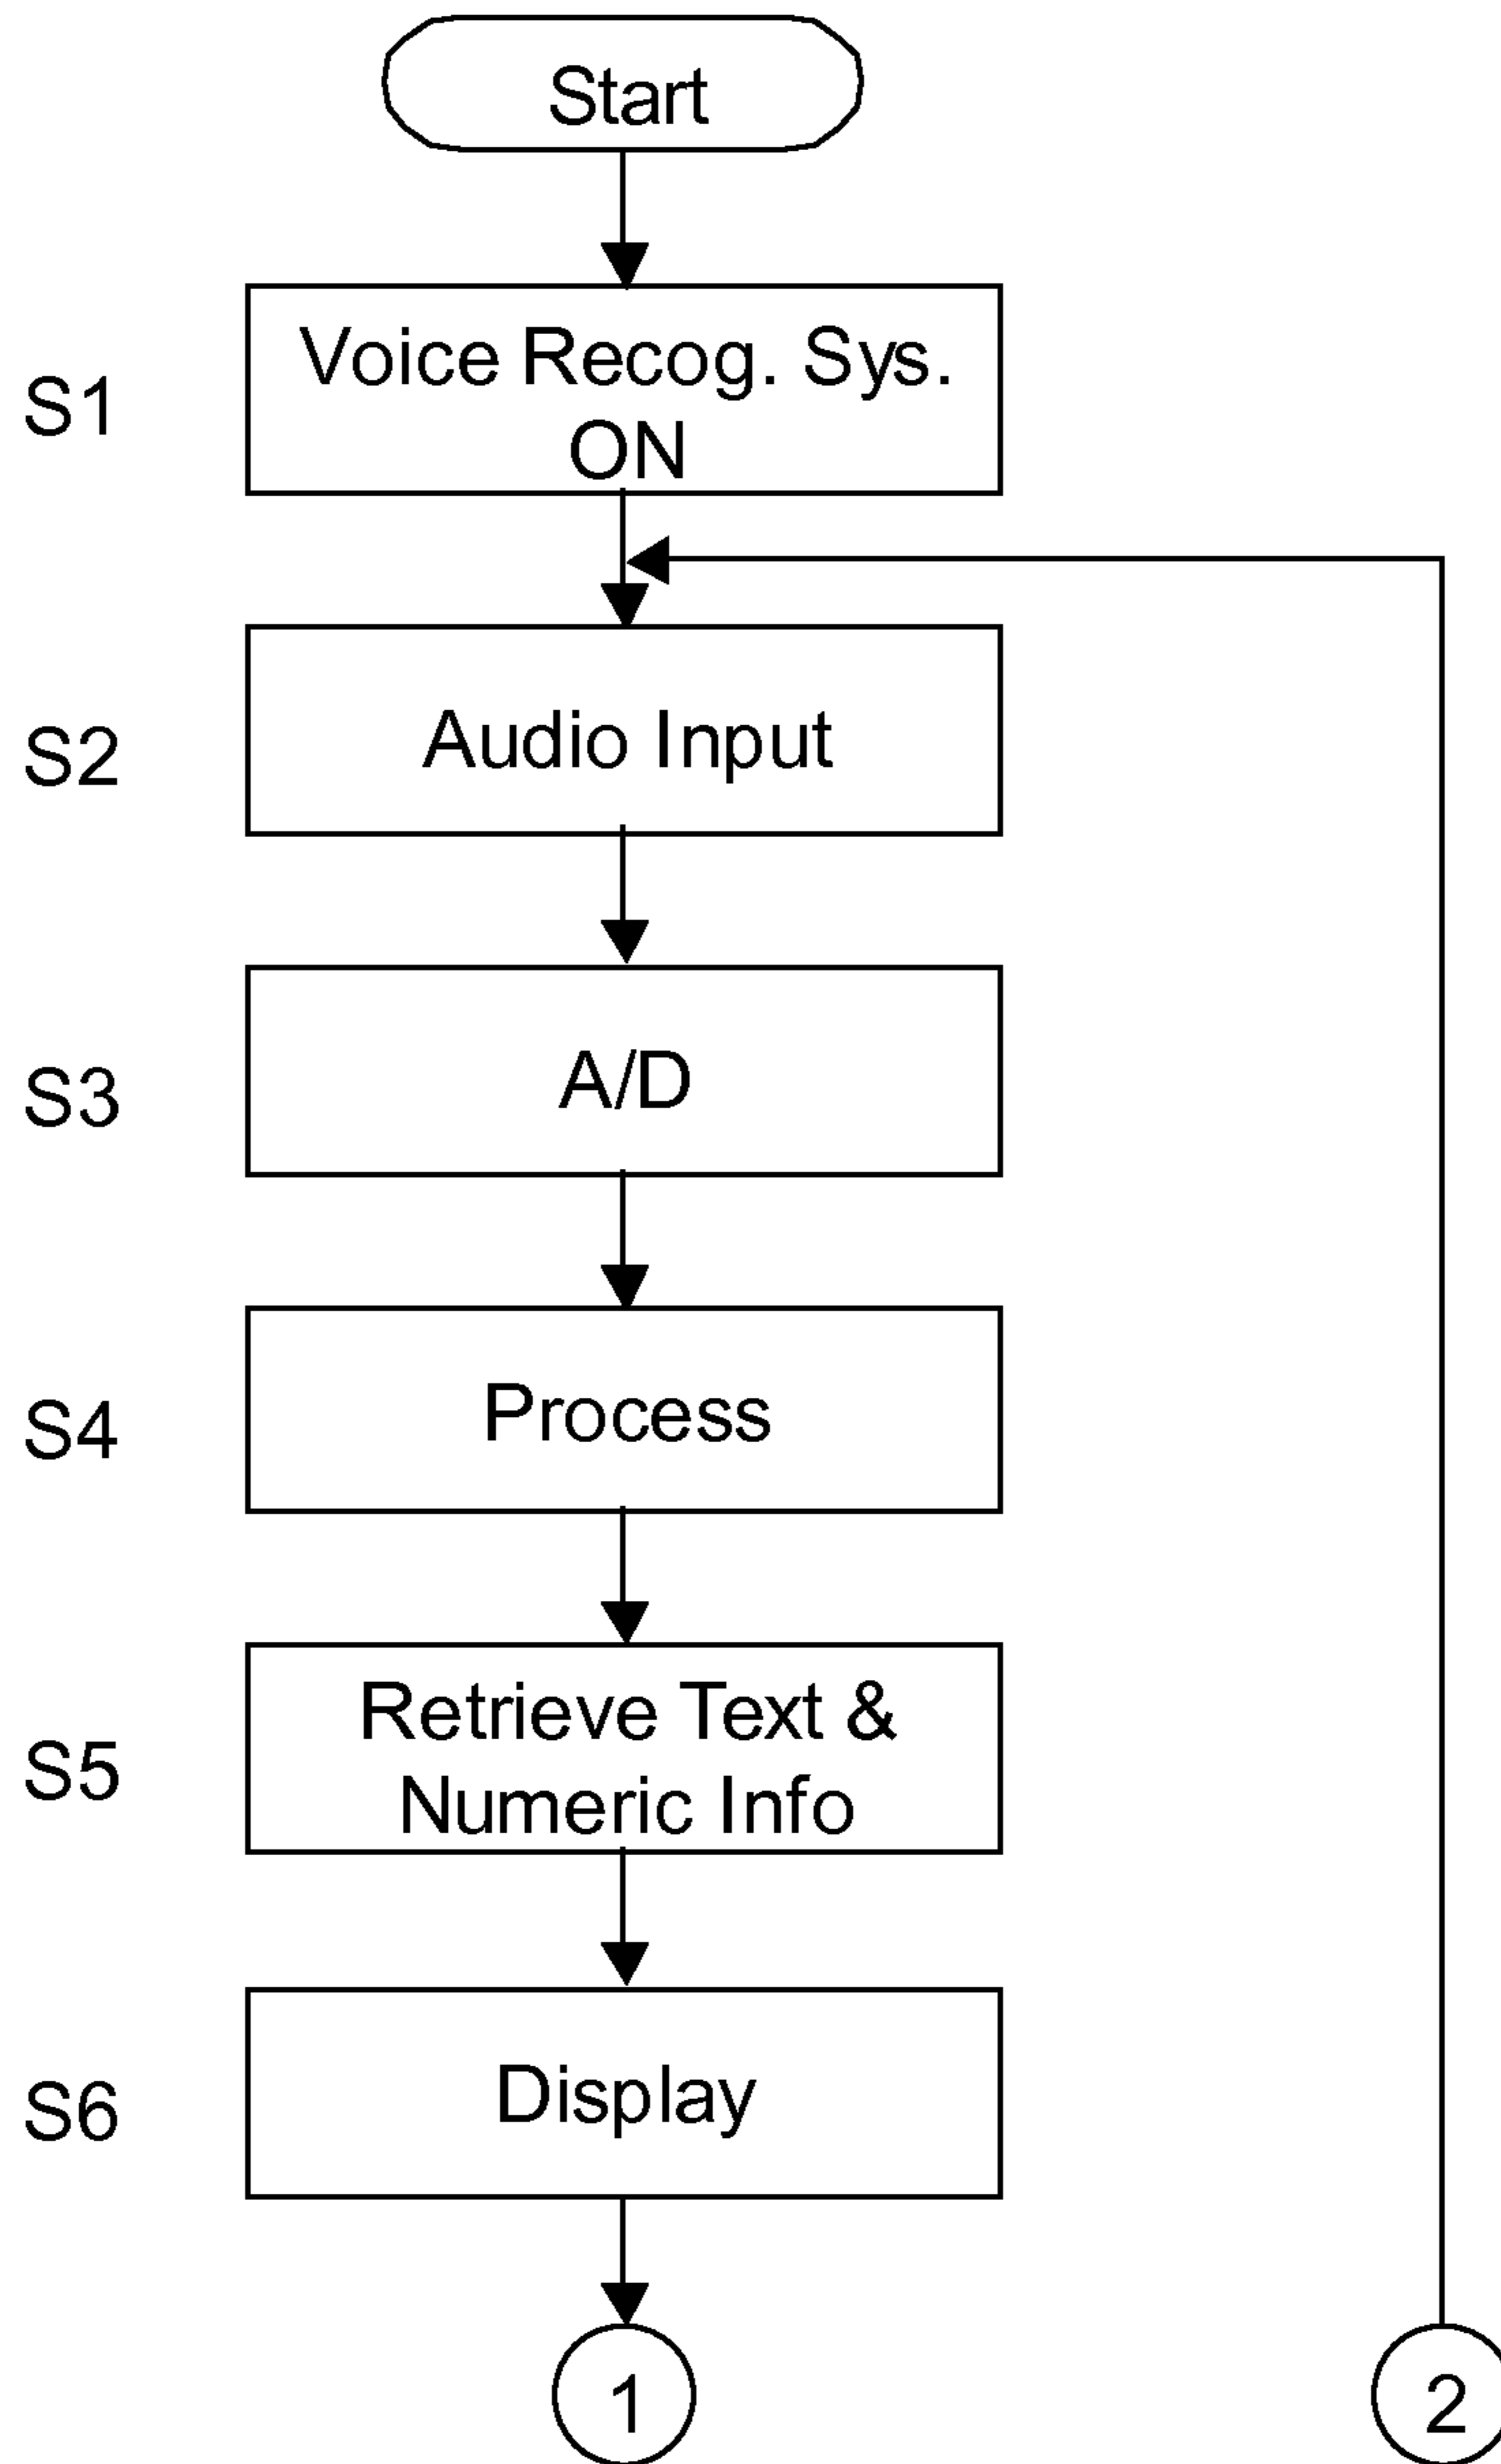 Start
S1
Voice Recog. Sys.
ON
S2
Audio Input
S3
A/D
S4
Process
S5
Retrieve Text &
Numeric Info
S6
Display
1
2